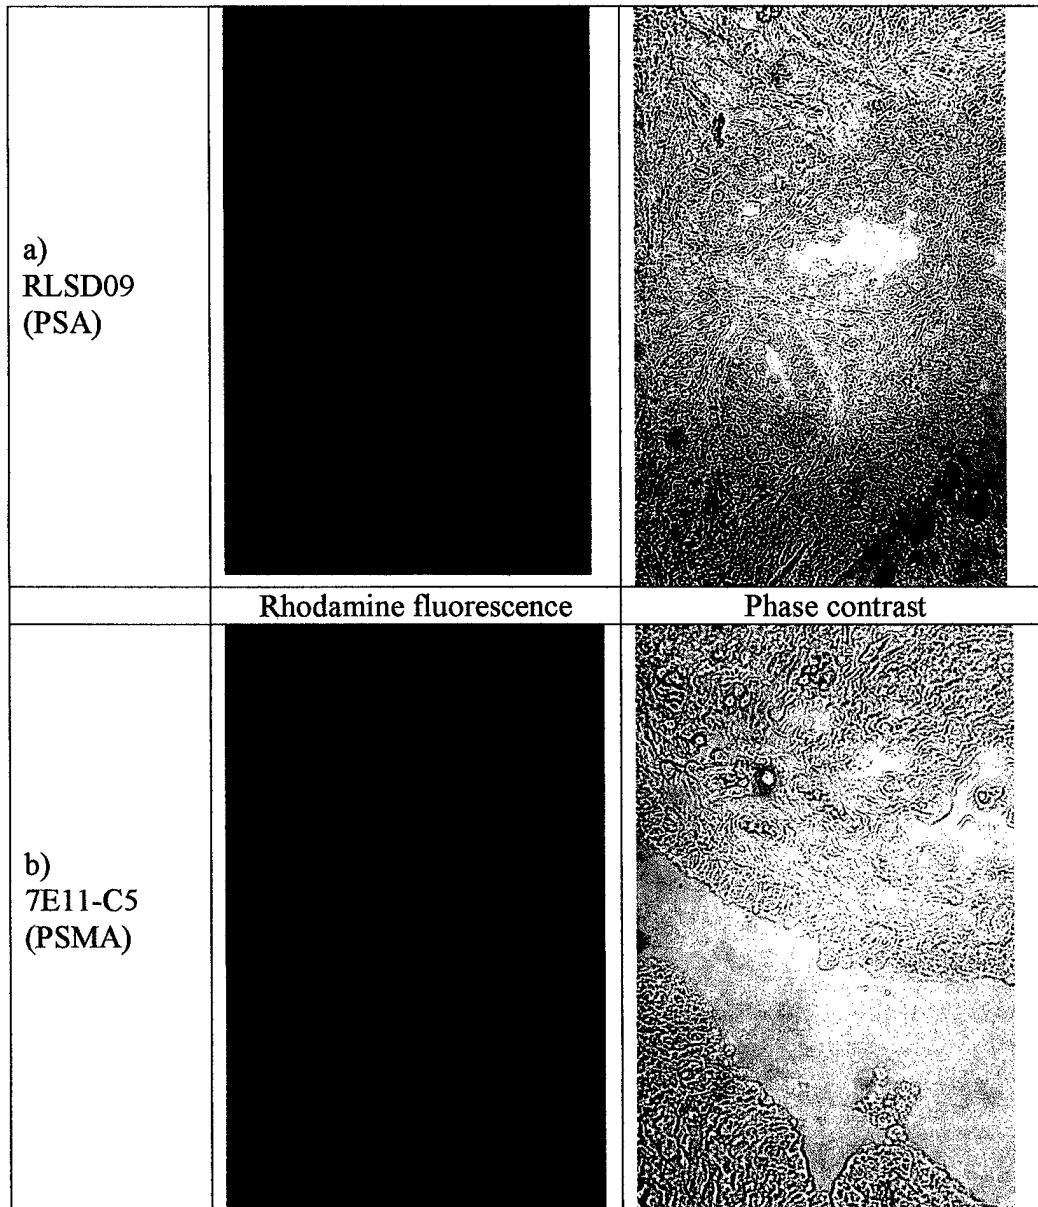 a)
RLSD09
(PSA)
Rhodamine fluorescence
Phase contrast
b)
7E11-C5
(PSMA)